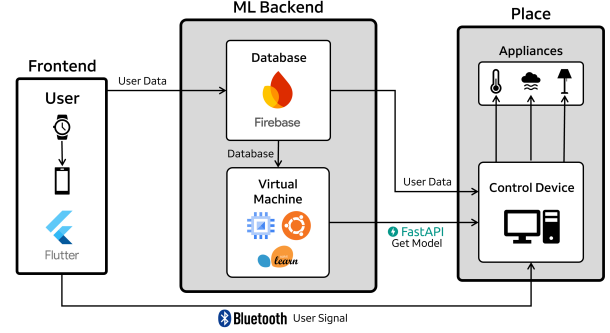 ML Backend
Place
Frontend
User
Flutter
User Data
Database
Firebase
Database
Virtual
Machine
learn
Appliances
User Data
Control Device
FastAPI
Get Model
Bluetooth User Signal